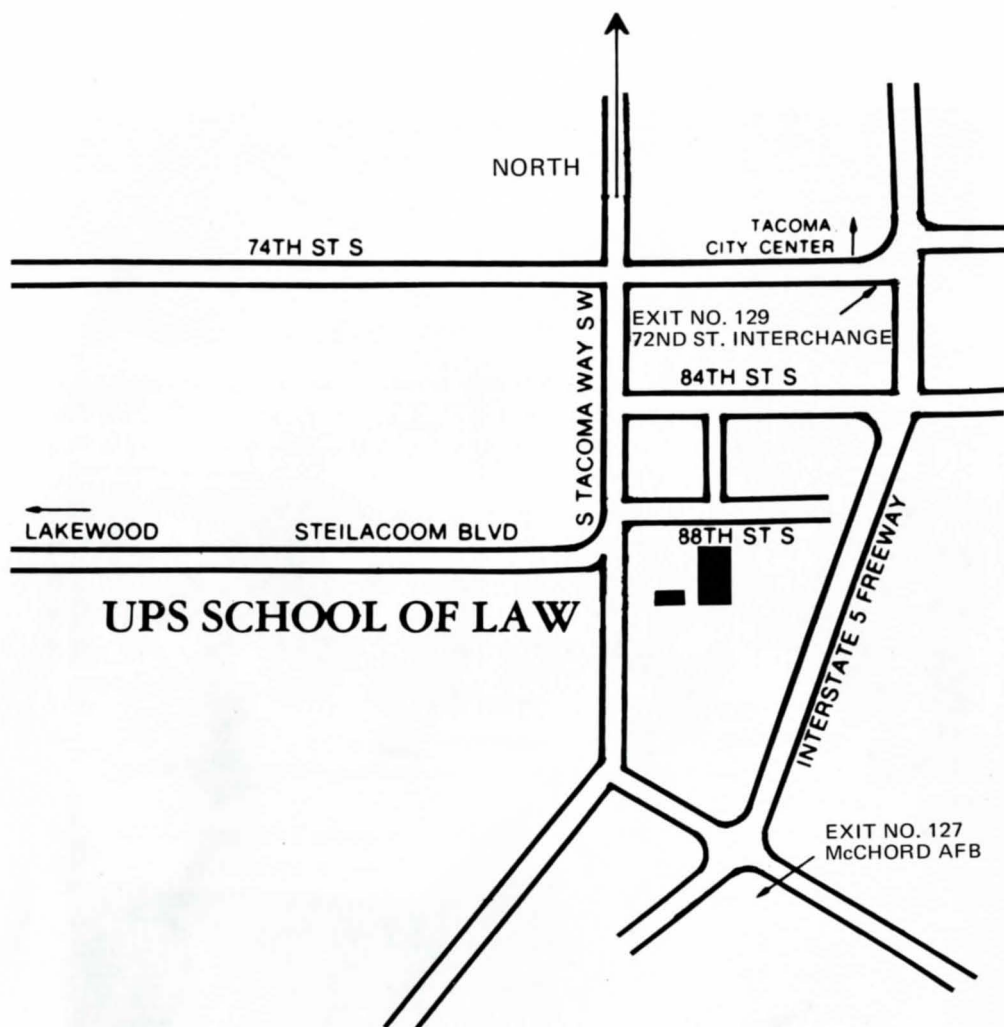 NORTH
TACOMA
CITY CENTER
74TH ST S
EXIT NO. 129
72ND ST. INTERCHANGE
S TACOMA WAY SW
84TH ST S
LAKEWOOD
STEILACOOM BLVD
88TH ST S
UPS SCHOOL OF LAW
INTERSTATE 5 FREEWAY
EXIT NO. 127
McCHORD AFB